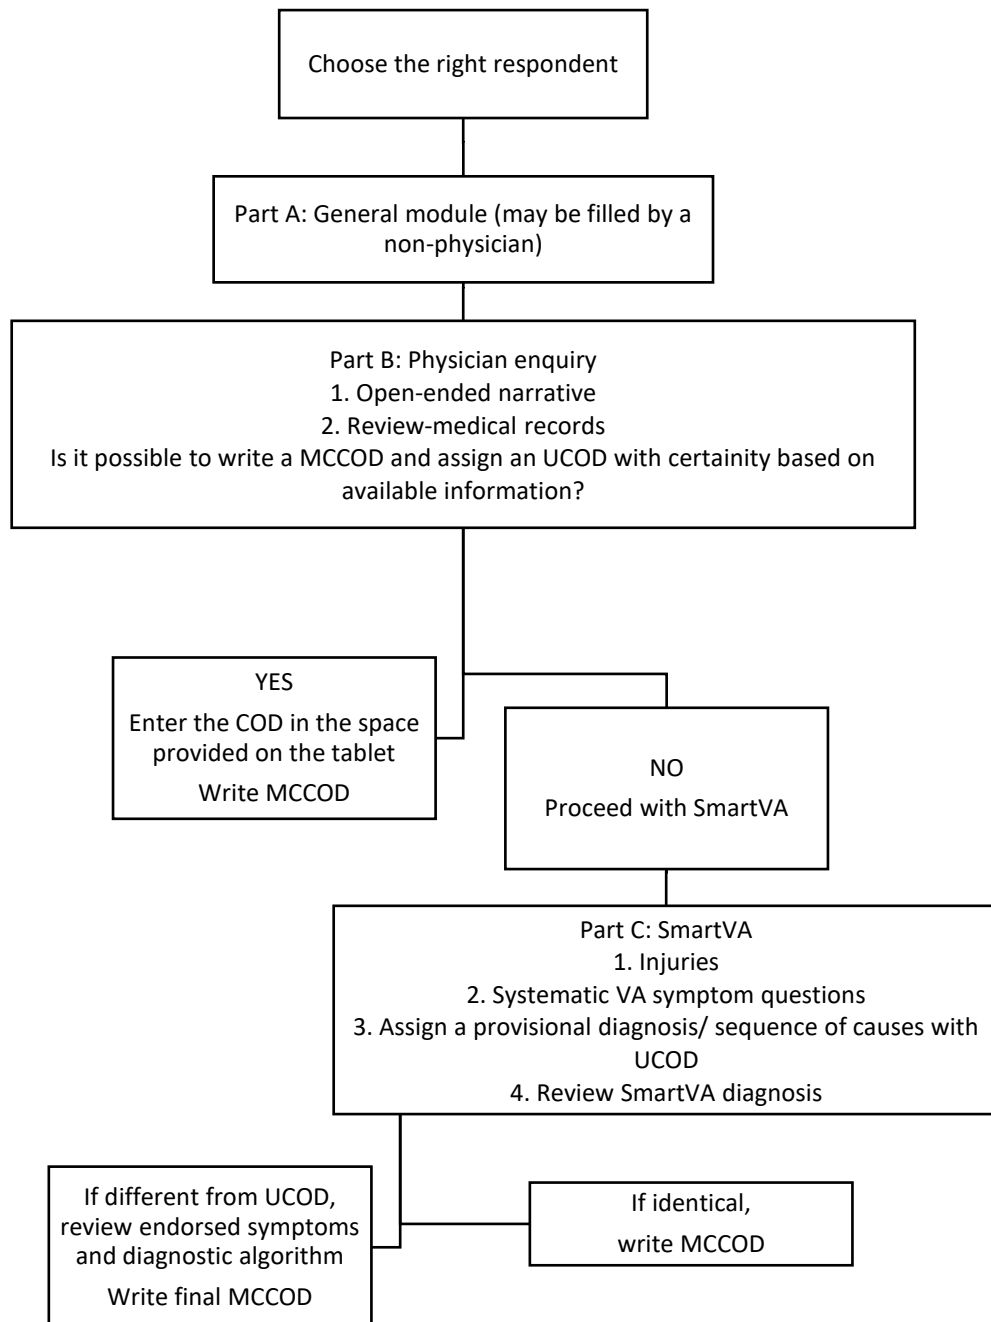 Choose the right respondent
Part A: General module (may be filled by a
non-physician)
Part B: Physician enquiry
1. Open-ended narrative
2. Review-medical records
Is it possible to write a MCCOD and assign an UCOD with certainity based on
available information?
YES
Enter the COD in the space
provided on the tablet
Write MCCOD
NO
Proceed with SmartVA
Part C: SmartVA
1. Injuries
2. Systematic VA symptom questions
3. Assign a provisional diagnosis/ sequence of causes with
UCOD
4. Review SmartVA diagnosis
If different from UCOD,
review endorsed symptoms
and diagnostic algorithm
Write final MCCOD
If identical,
write MCCOD